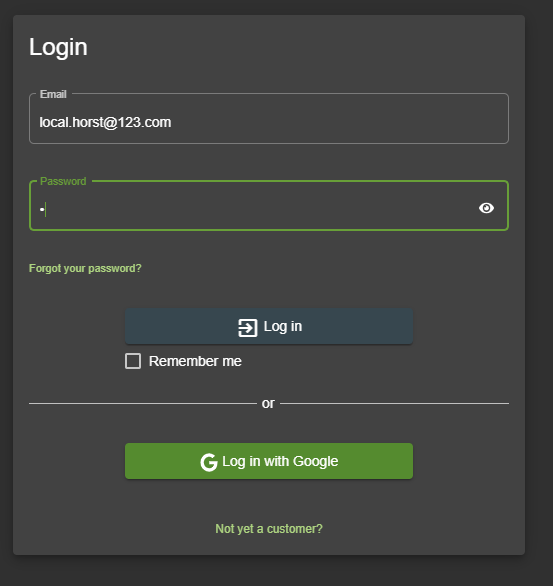 Login
Email
local.horst@123.com
Password
•
Forgot your password?
Log in
Remember me
or
Log in with Google
Not yet a customer?